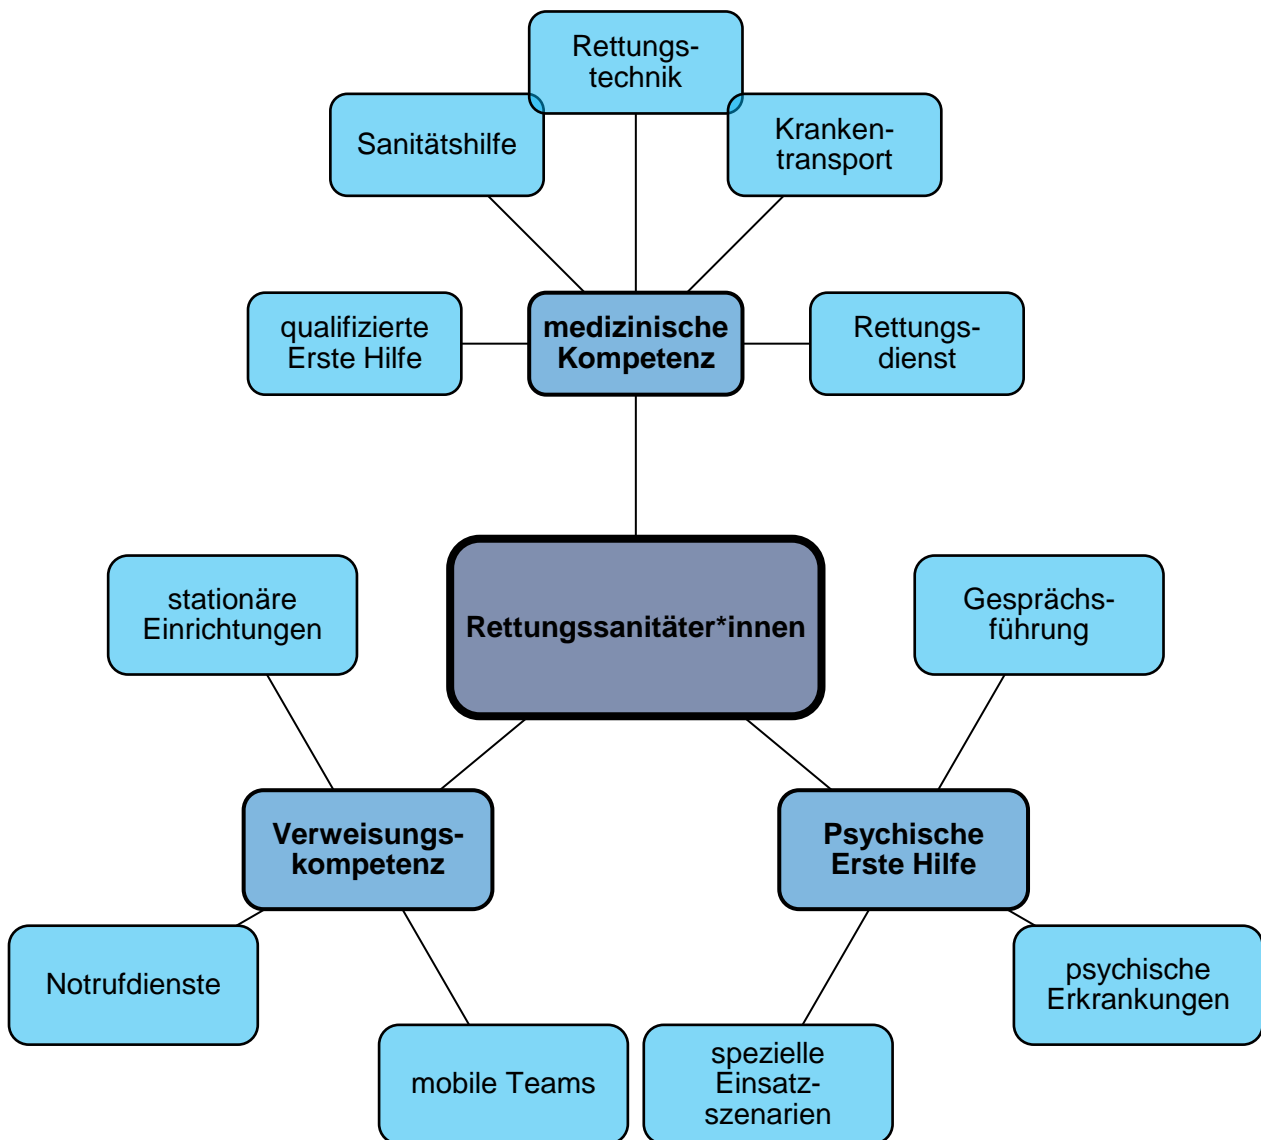 Rettungs-
technik
Sanitätshilfe
Kranken-
transport
qualifizierte
Erste Hilfe
medizinische
Kompetenz
Rettungs-
dienst
stationäre
Einrichtungen
Rettungssanitäter*innen
Gesprächs-
führung
Verweisungs-
kompetenz
Psychische
Erste Hilfe
Notrufdienste
psychische
Erkrankungen
mobile Teams
spezielle
Einsatz-
szenarien